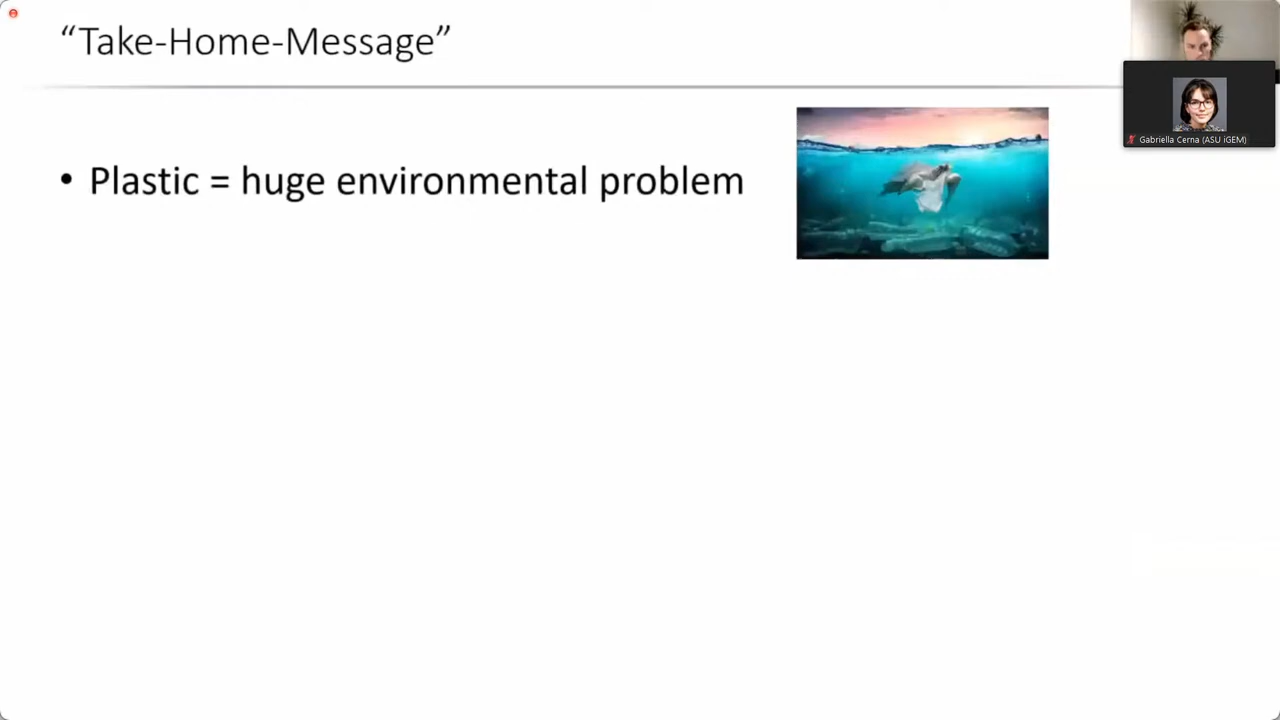 “Take-Home-Message”
• Plastic = huge environmental problem
Gabriella Cerna (ASU iGEM)